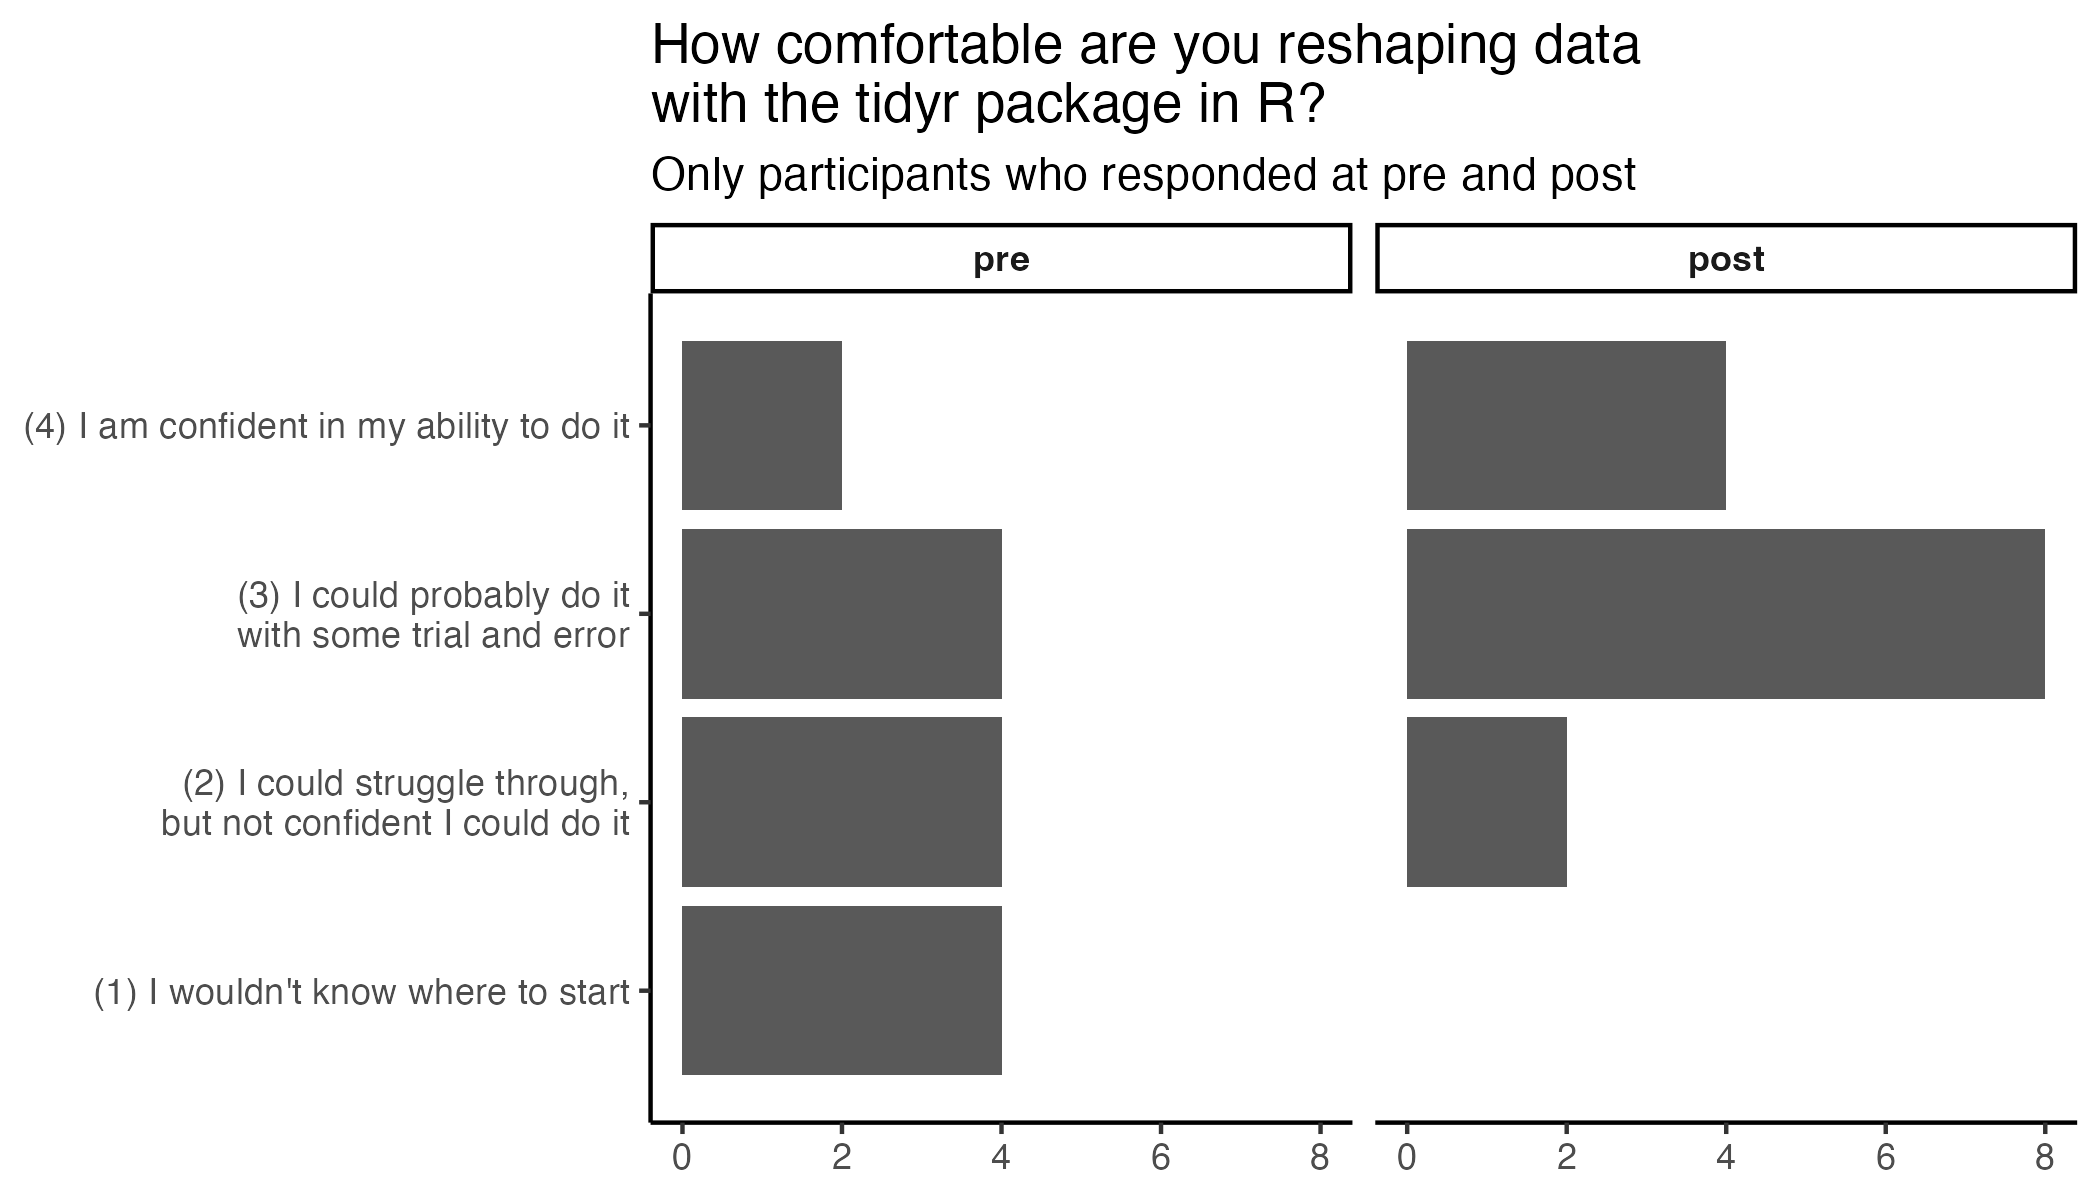 How comfortable are you reshaping data
with the tidyr package in R?
Only participants who responded at pre and post
pre
post
(4) I am confident in my ability to do it
(3) I could probably do it
with some trial and error
(2) I could struggle through,
but not confident I could do it
(1) I wouldn't know where to start
0 2 4 6 8
0 2 4 6 8